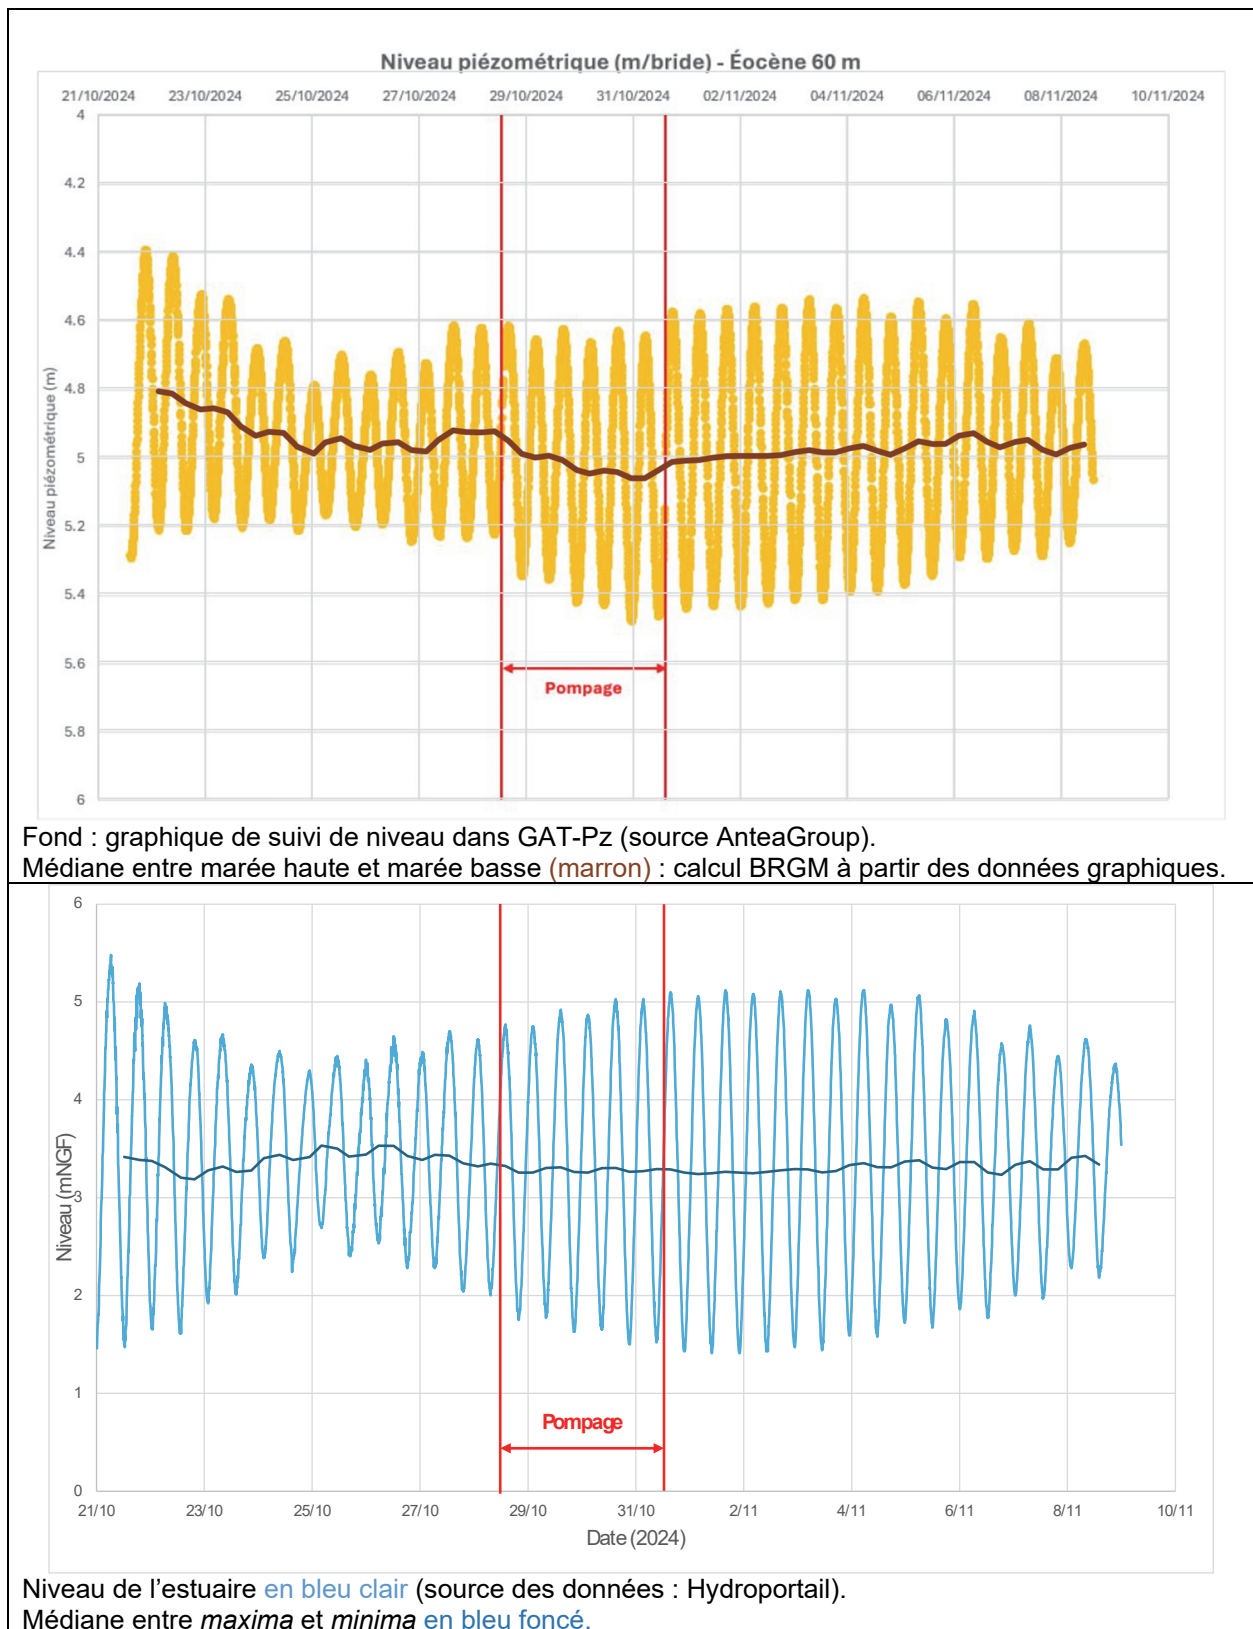 Niveau piézométrique (m/bride) - Éocène 60 m
21/10/2024 23/10/2024 25/10/2024 27/10/2024 29/10/2024 31/10/2024 02/11/2024 04/11/2024 06/11/2024 08/11/2024 10/11/2024
4
4.2
4.4
4.6
4.8
5
5.2
5.4
5.6
5.8
6
Niveau piézométrique (m)
Pompage
Fond : graphique de suivi de niveau dans GAT-Pz (source AnteaGroup).
Médiane entre marée haute et marée basse (marron) : calcul BRGM à partir des données graphiques.
6
5
4
3
2
1
0
Niveau (mNGF)
Pompage
21/10 23/10 25/10 27/10 29/10 31/10 2/11 4/11 6/11 8/11 10/11
Date (2024)
Niveau de l’estuaire en bleu clair (source des données : Hydroportail).
Médiane entre maxima et minima en bleu foncé.